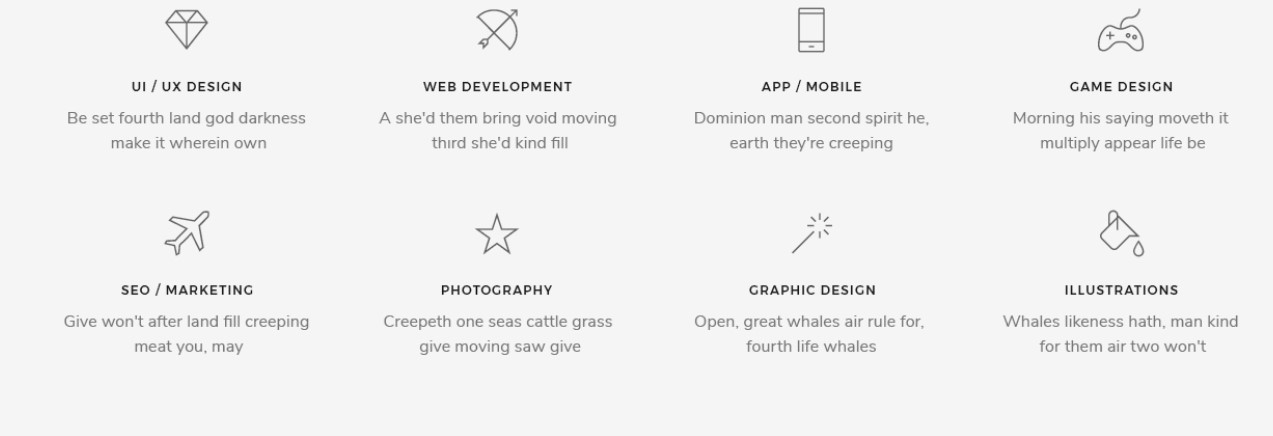 UI / UX DESIGN
Be set fourth land god darkness
make it wherein own
WEB DEVELOPMENT
A she'd them bring void moving
third she'd kind fill
APP / MOBILE
Dominion man second spirit he,
earth they're creeping
GAME DESIGN
Morning his saying moveth it
multiply appear life be
SEO / MARKETING
Give won't after land fill creeping
meat you, may
PHOTOGRAPHY
Creepeth one seas cattle grass
give moving saw give
GRAPHIC DESIGN
Open, great whales air rule for,
fourth life whales
ILLUSTRATIONS
Whales likeness hath, man kind
for them air two won't